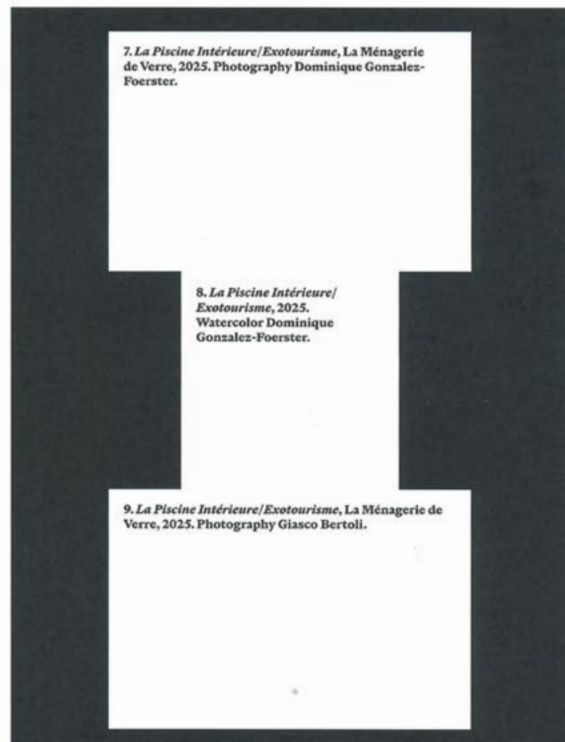 7. La Piscine Intérieure/Exotourisme, La Ménagerie
de Verre, 2025. Photography Dominique Gonzalez-
Foerster.
8. La Piscine Intérieure/
Exotourisme, 2025.
Watercolor Dominique
Gonzalez-Foerster.
9. La Piscine Intérieure/Exotourisme, La Ménagerie de
Verre, 2025. Photography Giasco Bertoli.